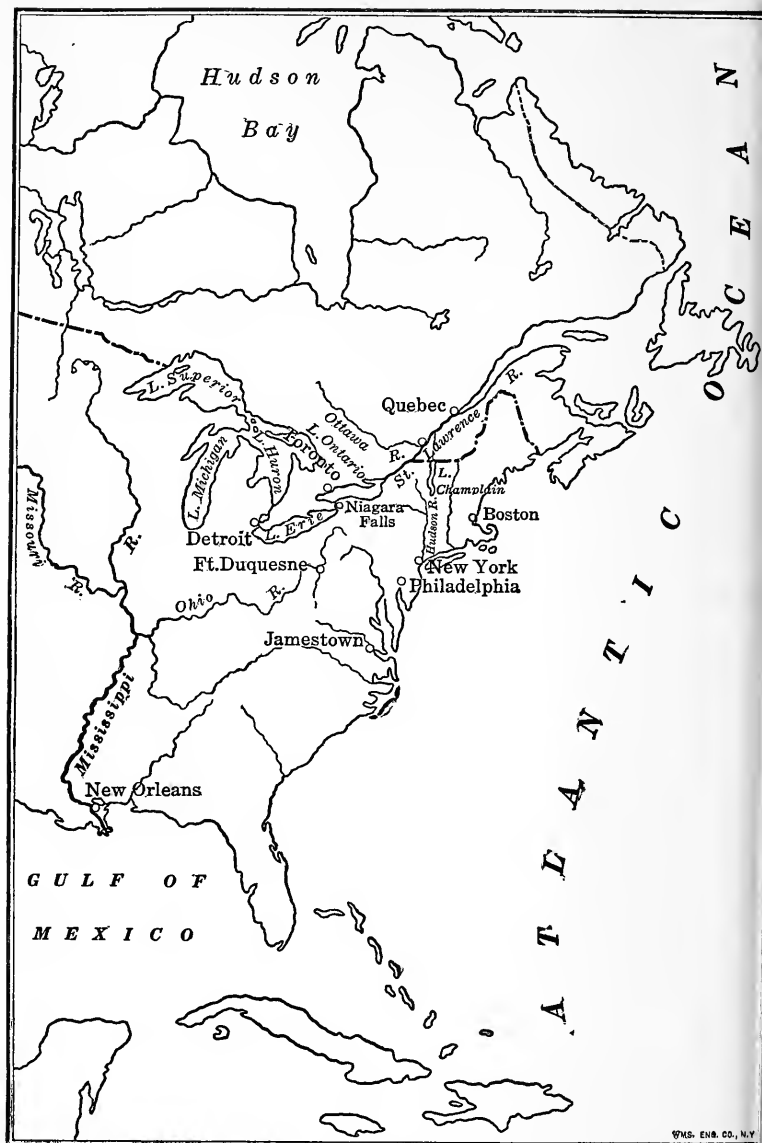 Hudson
Bay
OCEAN
L. Superior
Quebec
R.
Ottawa
R.
St. Lawrence
L. Ontario
Toronto
L. Huron
L. Michigan
L.
Champlain
Missouri
R.
R.
Niagara
Falls
Boston
Detroit
L. Erie
Hudson R.
Ft. Duquesne
New York
Philadelphia
Ohio
R.
Jamestown
Mississippi
New Orleans
ATLANTIC
GULF OF
MEXICO
WMS. ENG. CO., N.Y